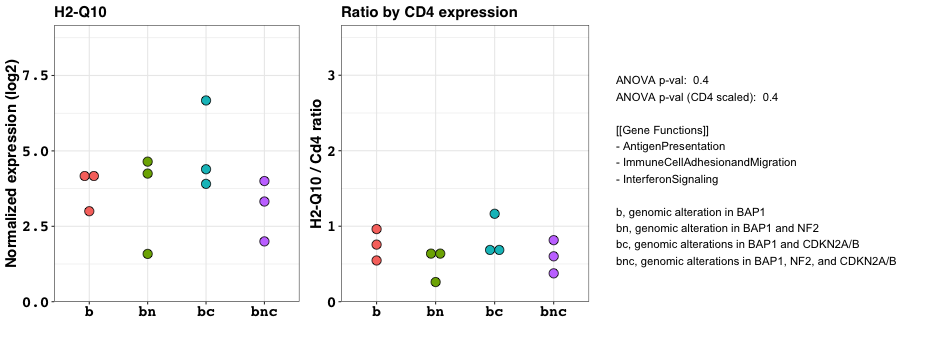 H2-Q10
Normalized expression (log2)
7.5
5.0
2.5
0.0
b
bn
bc
bnc
Ratio by CD4 expression
H2-Q10 / Cd4 ratio
3
2
1
0
b
bn
bc
bnc
ANOVA p-val:  0.4
ANOVA p-val (CD4 scaled):  0.4
[[Gene Functions]]
- AntigenPresentation
- ImmuneCellAdhesionandMigration
- InterferonSignaling
b, genomic alteration in BAP1
bn, genomic alteration in BAP1 and NF2
bc, genomic alterations in BAP1 and CDKN2A/B
bnc, genomic alterations in BAP1, NF2, and CDKN2A/B